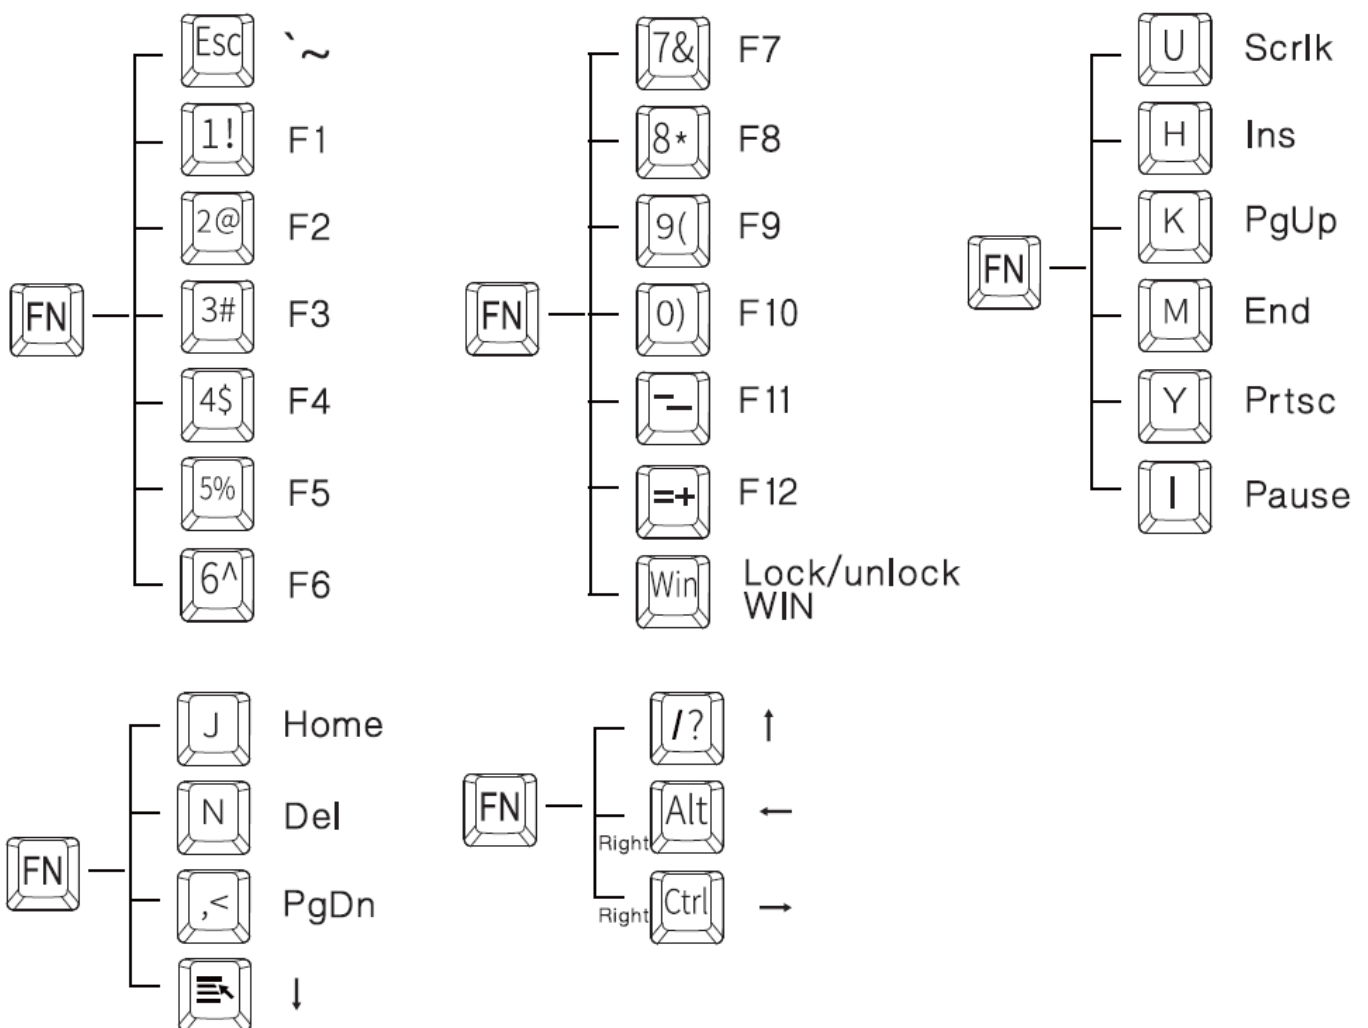 FN
Esc `~
1! F1
2@ F2
3# F3
4$ F4
5% F5
6^ F6
FN
7& F7
8* F8
9( F9
0) F10
-_ F11
=+ F12
Win Lock/unlock
WIN
FN
U Scrlk
H Ins
K PgUp
M End
Y Prtsc
I Pause
FN
J Home
N Del
,< PgDn
↓
FN
/? ↑
Right Alt ←
Right Ctrl →